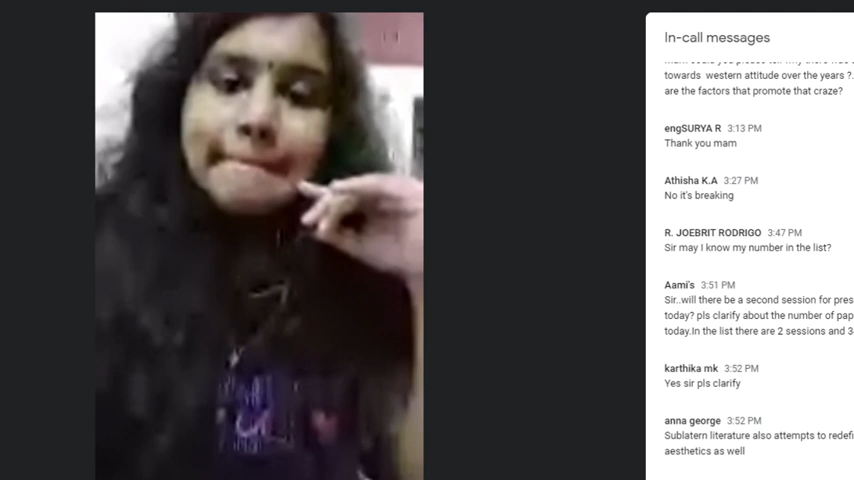 In-call messages
towards western attitude over the years ?.
are the factors that promote that craze?
engSURYA R 3:13 PM
Thank you mam
Athisha K.A 3:27 PM
No it's breaking
R. JOEBRIT RODRIGO 3:47 PM
Sir may I know my number in the list?
Aami's 3:51 PM
Sir..will there be a second session for pres
today? pls clarify about the number of pap
today.In the list there are 2 sessions and 3
karthika mk 3:52 PM
Yes sir pls clarify
anna george 3:52 PM
Sublatern literature also attempts to redefi
aesthetics as well